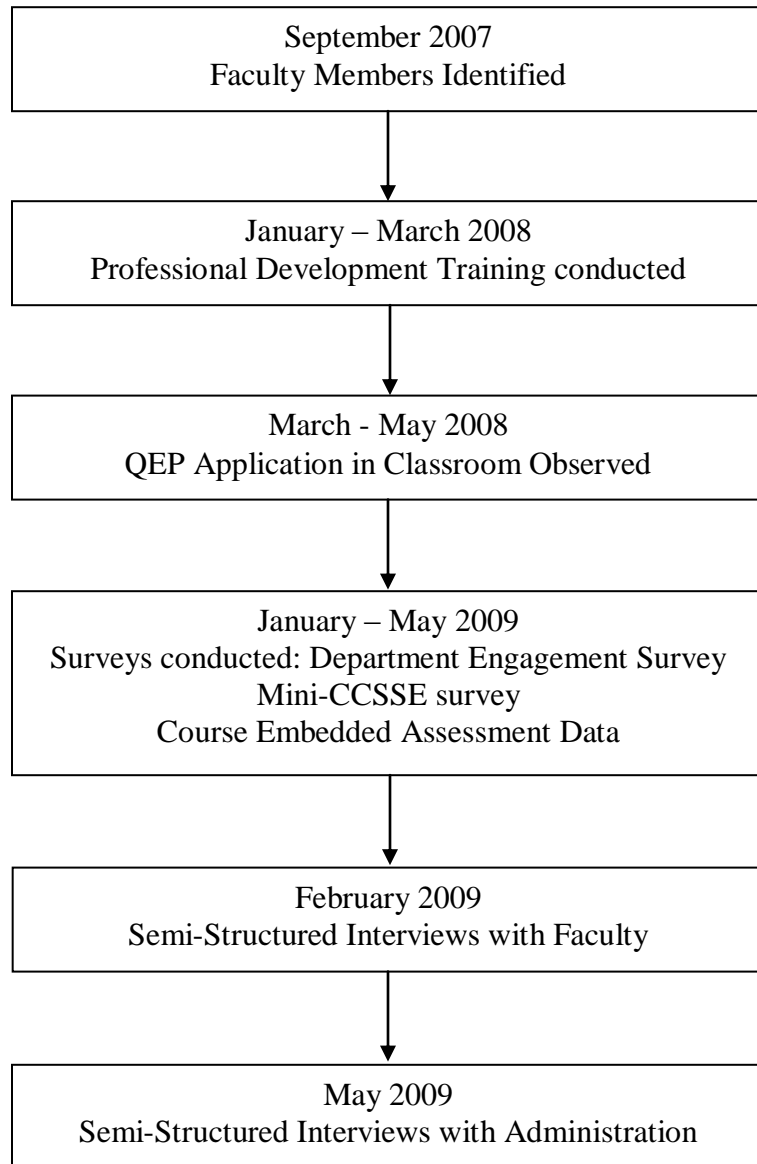 September 2007
Faculty Members Identified
January – March 2008
Professional Development Training conducted
March - May 2008
QEP Application in Classroom Observed
January – May 2009
Surveys conducted: Department Engagement Survey
Mini-CCSSE survey
Course Embedded Assessment Data
February 2009
Semi-Structured Interviews with Faculty
May 2009
Semi-Structured Interviews with Administration